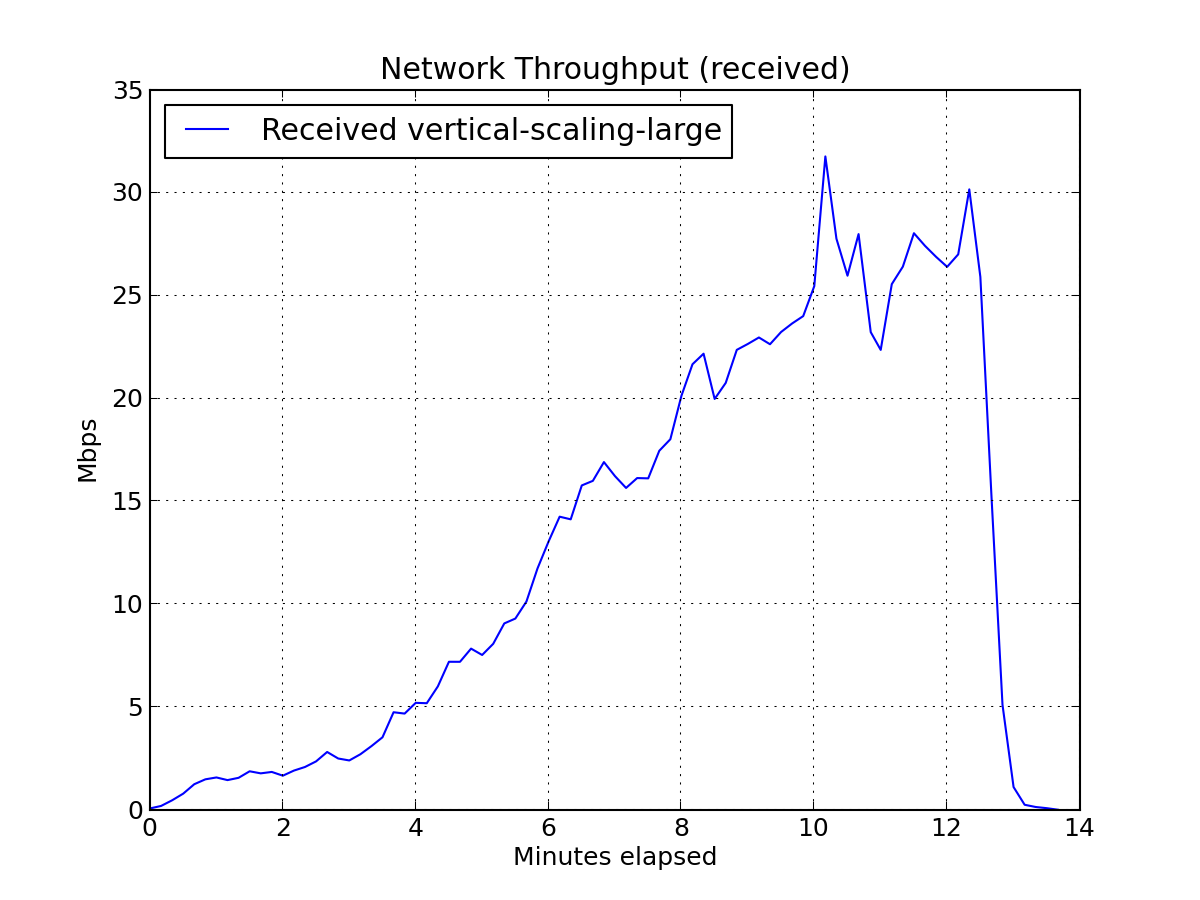 Network Throughput (received)
Received vertical-scaling-large
35
30
25
20
15
10
5
0
Mbps
0 2 4 6 8 10 12 14
Minutes elapsed